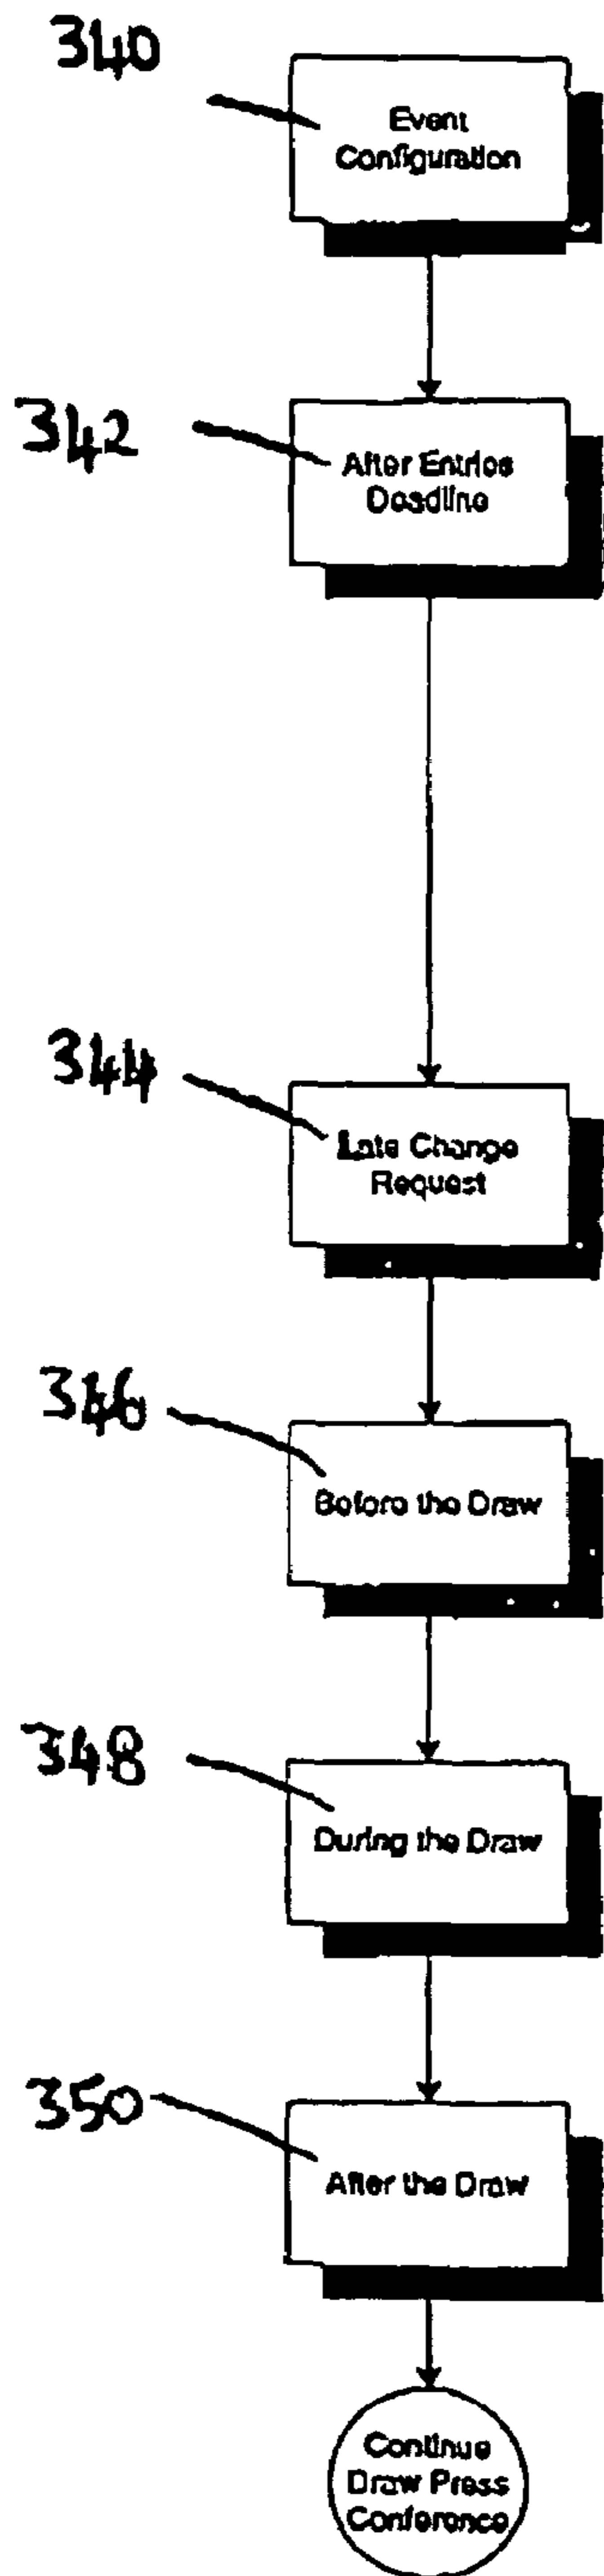 340
Event
Configuration
342
After Entries
Deadline
344
Late Change
Request
346
Before the Draw
348
During the Draw
350
After the Draw
Continue
Draw Press
Conference